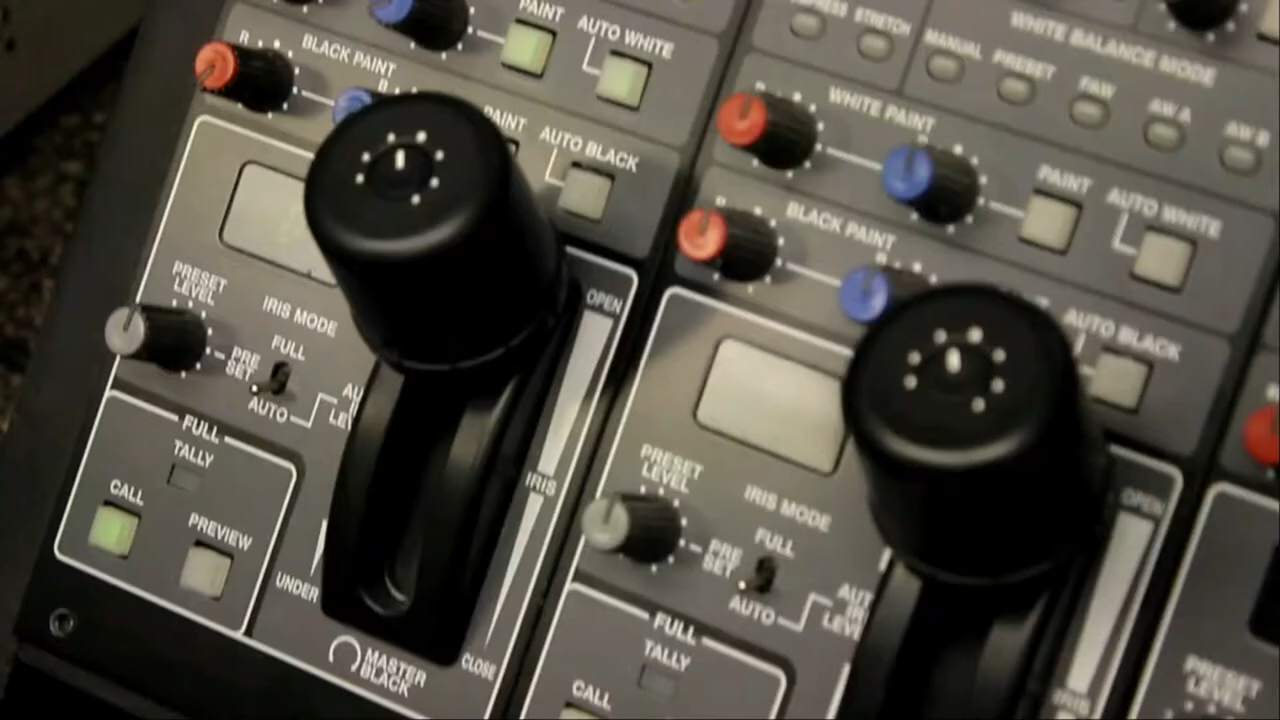 PAINT
AUTO WHITE
R
BLACK PAINT
B
PAINT
AUTO BLACK
PRESET
LEVEL
IRIS MODE
FULL
PRE
SET
AUTO
OPEN
IRIS
FULL
TALLY
CALL
PREVIEW
UNDER
MASTER
BLACK
CLOSE
STRETCH
WHITE BALANCE MODE
MANUAL
PRESET
R
WHITE PAINT
AW A
AW B
PAINT
AUTO WHITE
BLACK PAINT
AUTO BLACK
PRESET
LEVEL
IRIS MODE
FULL
PRE
SET
AUTO
OPEN
IRIS
FULL
TALLY
CALL
PRESET
LEVEL